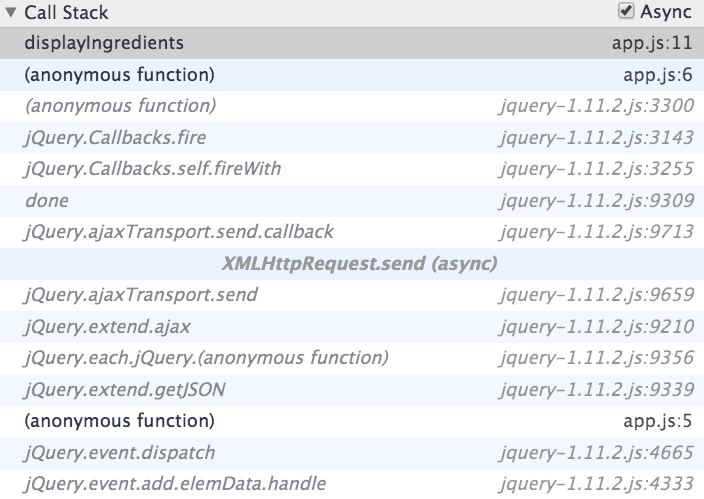 Call Stack Async
displayIngredients app.js:11
(anonymous function) app.js:6
(anonymous function) jquery-1.11.2.js:3300
jQuery.Callbacks.fire jquery-1.11.2.js:3143
jQuery.Callbacks.self.fireWith jquery-1.11.2.js:3255
done jquery-1.11.2.js:9309
jQuery.ajaxTransport.send.callback jquery-1.11.2.js:9713
XMLHttpRequest.send (async)
jQuery.ajaxTransport.send jquery-1.11.2.js:9659
jQuery.extend.ajax jquery-1.11.2.js:9210
jQuery.each.jQuery.(anonymous function) jquery-1.11.2.js:9356
jQuery.extend.getJSON jquery-1.11.2.js:9339
(anonymous function) app.js:5
jQuery.event.dispatch jquery-1.11.2.js:4665
jQuery.event.add.elemData.handle jquery-1.11.2.js:4333